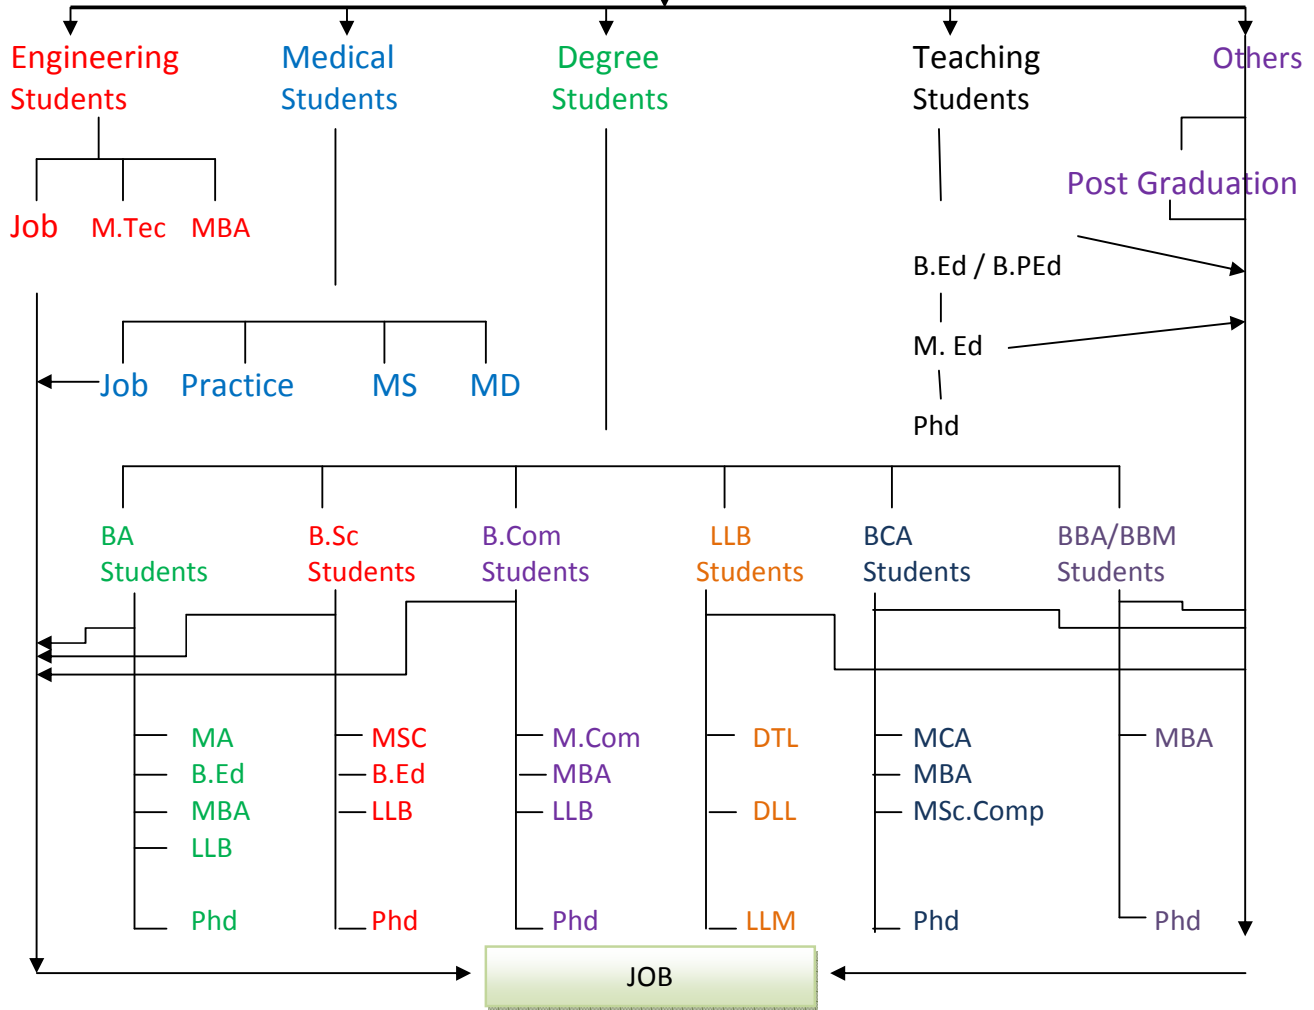 Engineering Students
Medical Students
Degree Students
Teaching Students
Others
Post Graduation
Job M.Tec MBA
B.Ed / B.PEd
M. Ed
Phd
Job Practice MS MD
BA Students
B.Sc Students
B.Com Students
LLB Students
BCA Students
BBA/BBM Students
MA MSC M.Com DTL MCA MBA
B.Ed B.Ed MBA MBA
MBA LLB LLB DLL MSc.Comp
LLB
Phd Phd Phd LLM Phd Phd
JOB